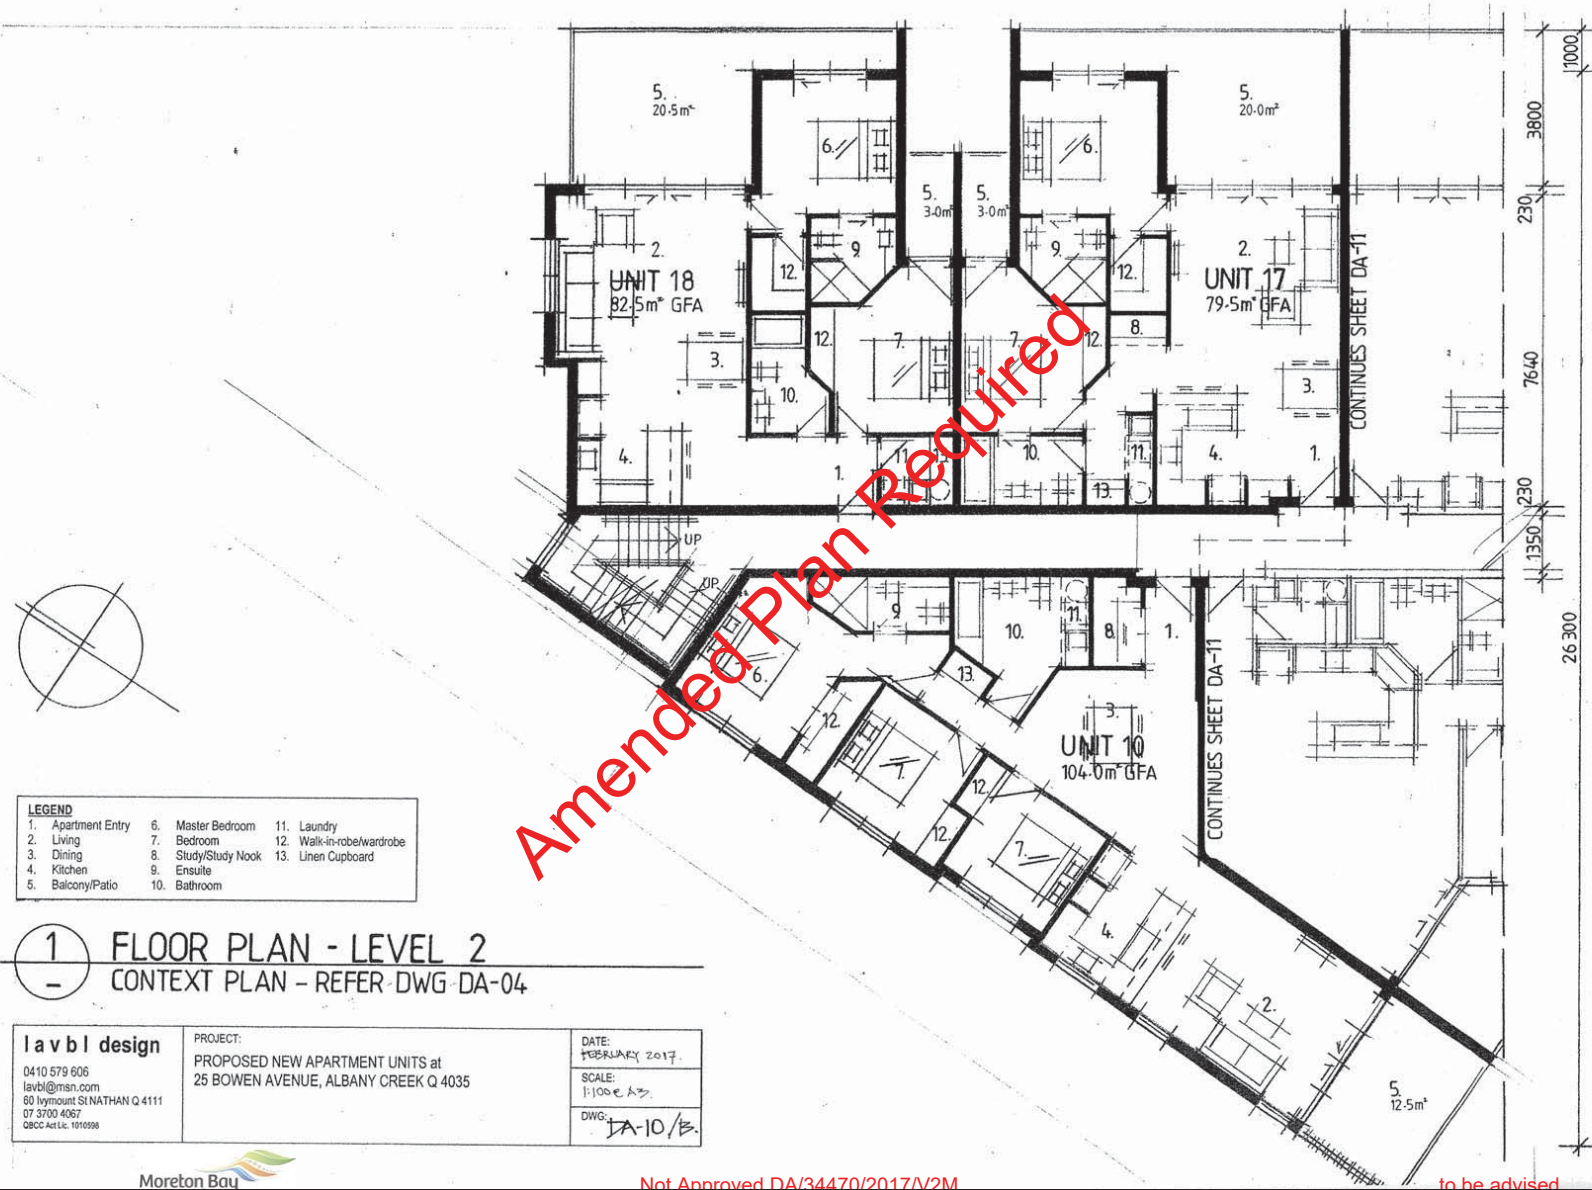 5.
20.5m²
6.
5.
3.0m²
5.
3.0m²
6.
5.
20.0m²
1000
3800
230
7640
230
1350
26300
2.
UNIT 18
82.5m² GFA
3.
4.
12.
9.
12.
7.
10.
1.
11.
13.
9.
12.
8.
7.
12.
10.
11.
13.
2.
UNIT 17
79.5m² GFA
3.
4.
1.
CONTINUES SHEET DA-11
UP
UP
9.
6.
12.
10.
11.
8.
1.
13.
3.
UNIT 10
104.0m² GFA
7.
12.
12.
7.
4.
2.
5.
12.5m²
CONTINUES SHEET DA-11
Amended Plan Required
LEGEND
1. Apartment Entry 6. Master Bedroom 11. Laundry
2. Living 7. Bedroom 12. Walk-in-robe/wardrobe
3. Dining 8. Study/Study Nook 13. Linen Cupboard
4. Kitchen 9. Ensuite
5. Balcony/Patio 10. Bathroom
1
-
FLOOR PLAN - LEVEL 2
CONTEXT PLAN - REFER DWG DA-04
lavbl design
0410 579 606
lavbl@msn.com
60 Ivymount St NATHAN Q 4111
07 3700 4067
QBCC Act Lic. 1010598
PROJECT:
PROPOSED NEW APARTMENT UNITS at
25 BOWEN AVENUE, ALBANY CREEK Q 4035
DATE:
FEBRUARY 2017.
SCALE:
1:100 @ A3.
DWG:
DA-10/B.
Moreton Bay
Not Approved DA/34470/2017/V2M
to be advised